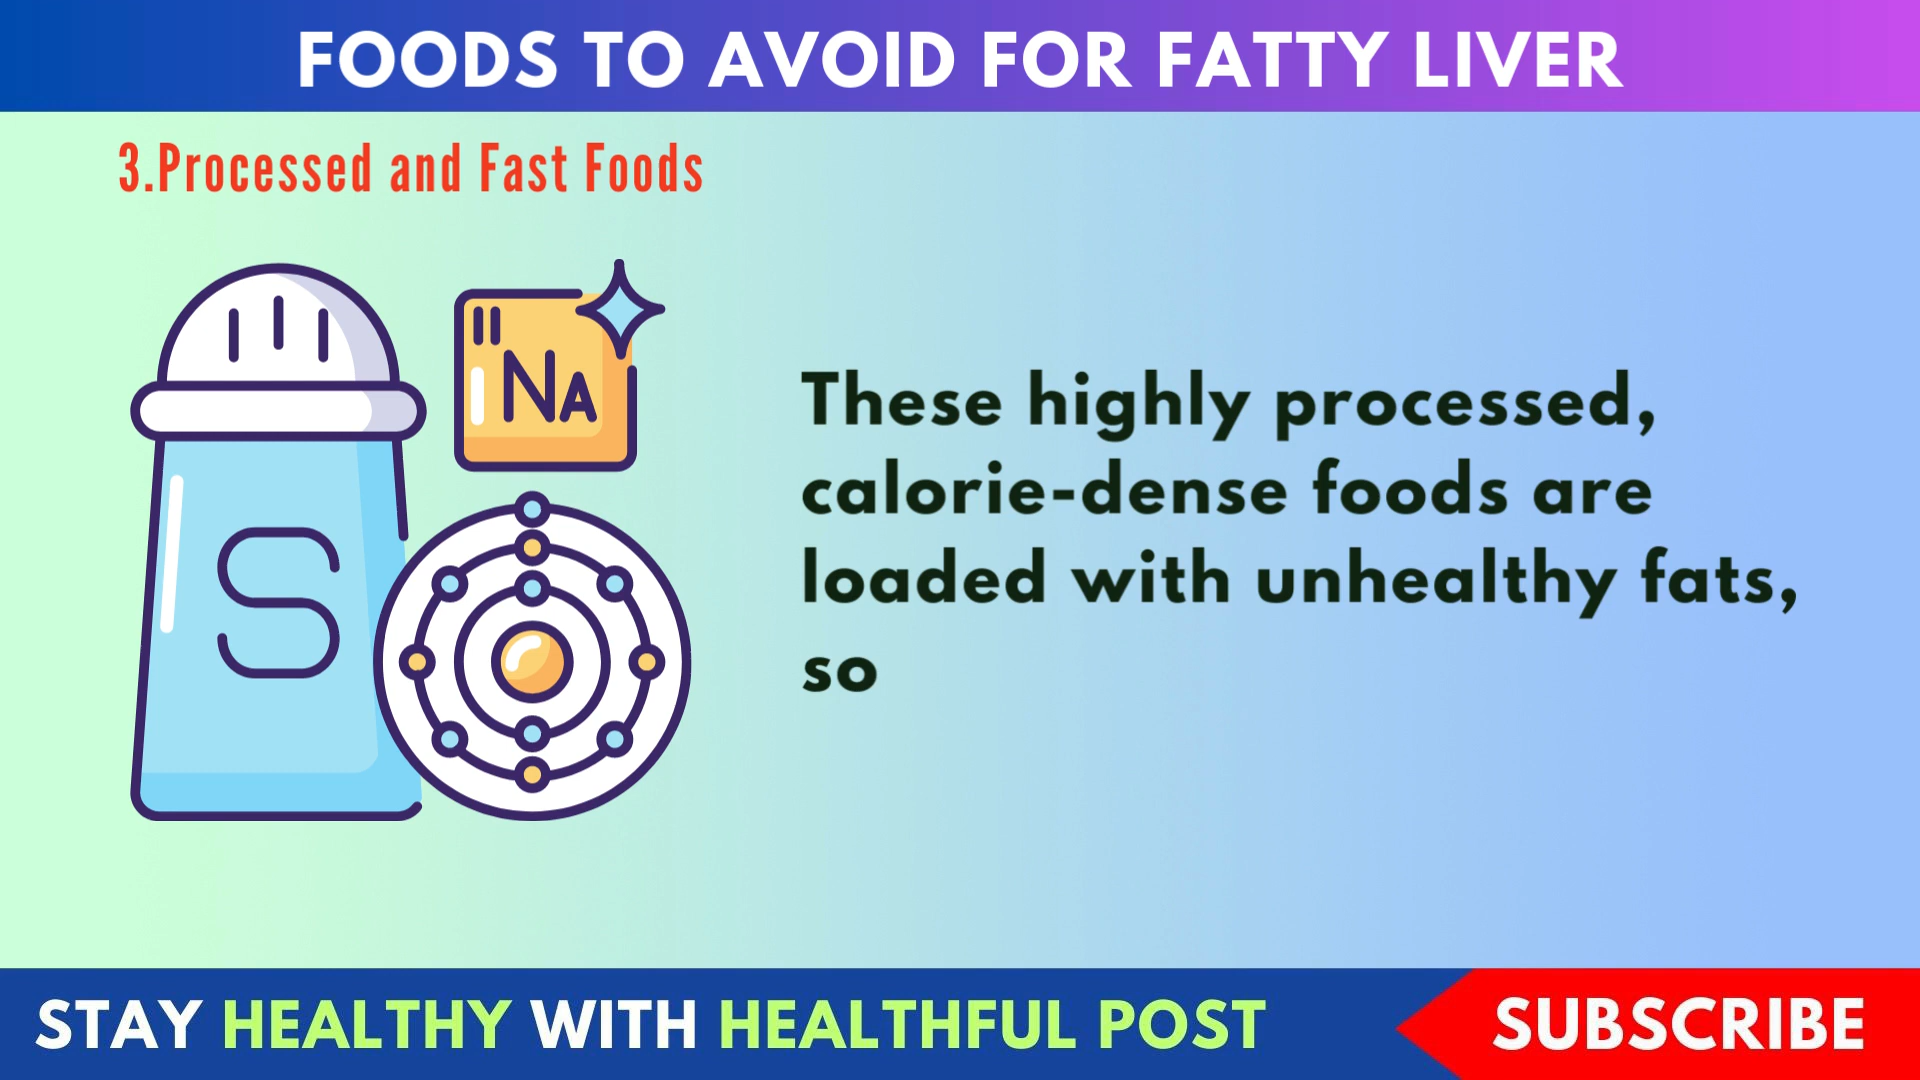 FOODS TO AVOID FOR FATTY LIVER
3.Processed and Fast Foods
NA
S
These highly processed,
calorie-dense foods are
loaded with unhealthy fats,
so
STAY HEALTHY WITH HEALTHFUL POST
SUBSCRIBE